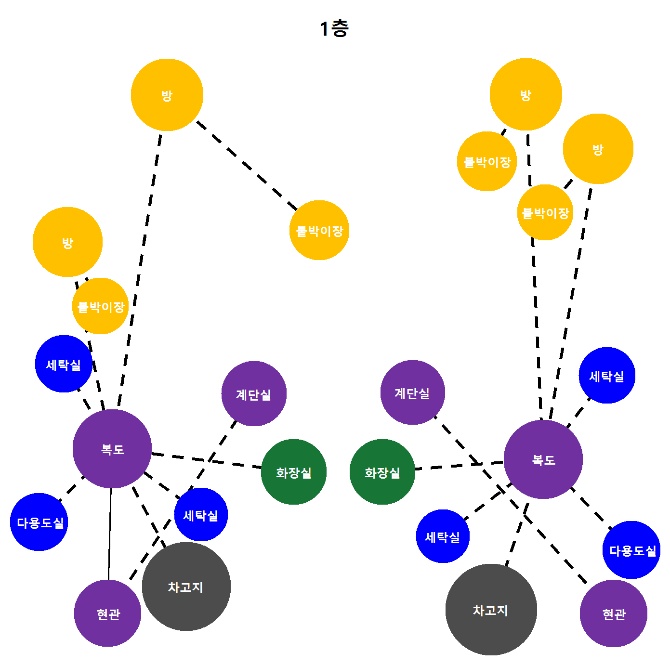 1층
방
방
방
붙박이장
붙박이장
붙박이장
방
붙박이장
세탁실
세탁실
계단실
계단실
복도
복도
화장실
화장실
다용도실
세탁실
세탁실
다용도실
차고지
현관
차고지
현관